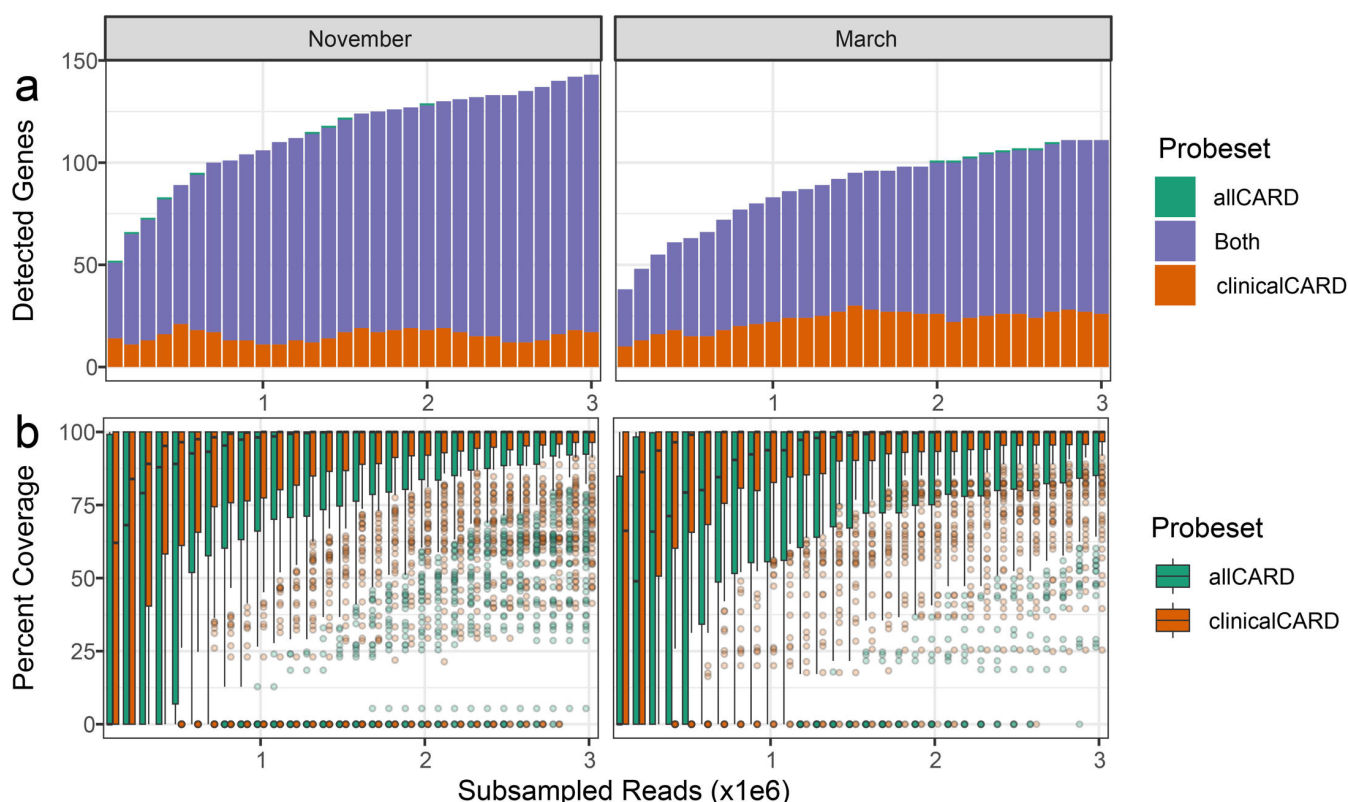 November
March
a
Detected Genes
150
100
50
0
1
2
3
1
2
3
Probeset
allCARD
Both
clinicalCARD
b
Percent Coverage
100
75
50
25
0
1
2
3
1
2
3
Subsampled Reads (x1e6)
Probeset
allCARD
clinicalCARD